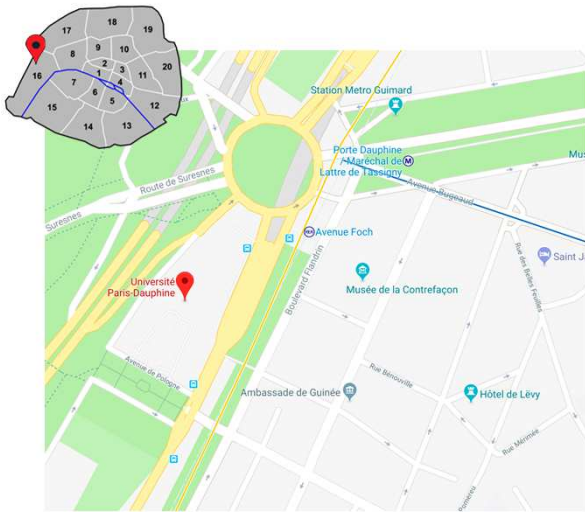 17
18
19
8
9
10
20
16
2
3
11
1
4
7
6
5
12
15
14
13
Station Metro Guimard
Porte Dauphine
Maréchal de
Lattre de Tassigny
Mus
Route de Suresnes
Avenue Bugeaud
Suresnes
Avenue Foch
Boulevard Flandrin
Rue des Belles Feuilles
Saint J
Université
Paris-Dauphine
Musée de la Contrefaçon
Avenue de Pologne
Rue Bénouville
Ambassade de Guinée
Hôtel de Lëvy
Rue Mérimée
Pomereu